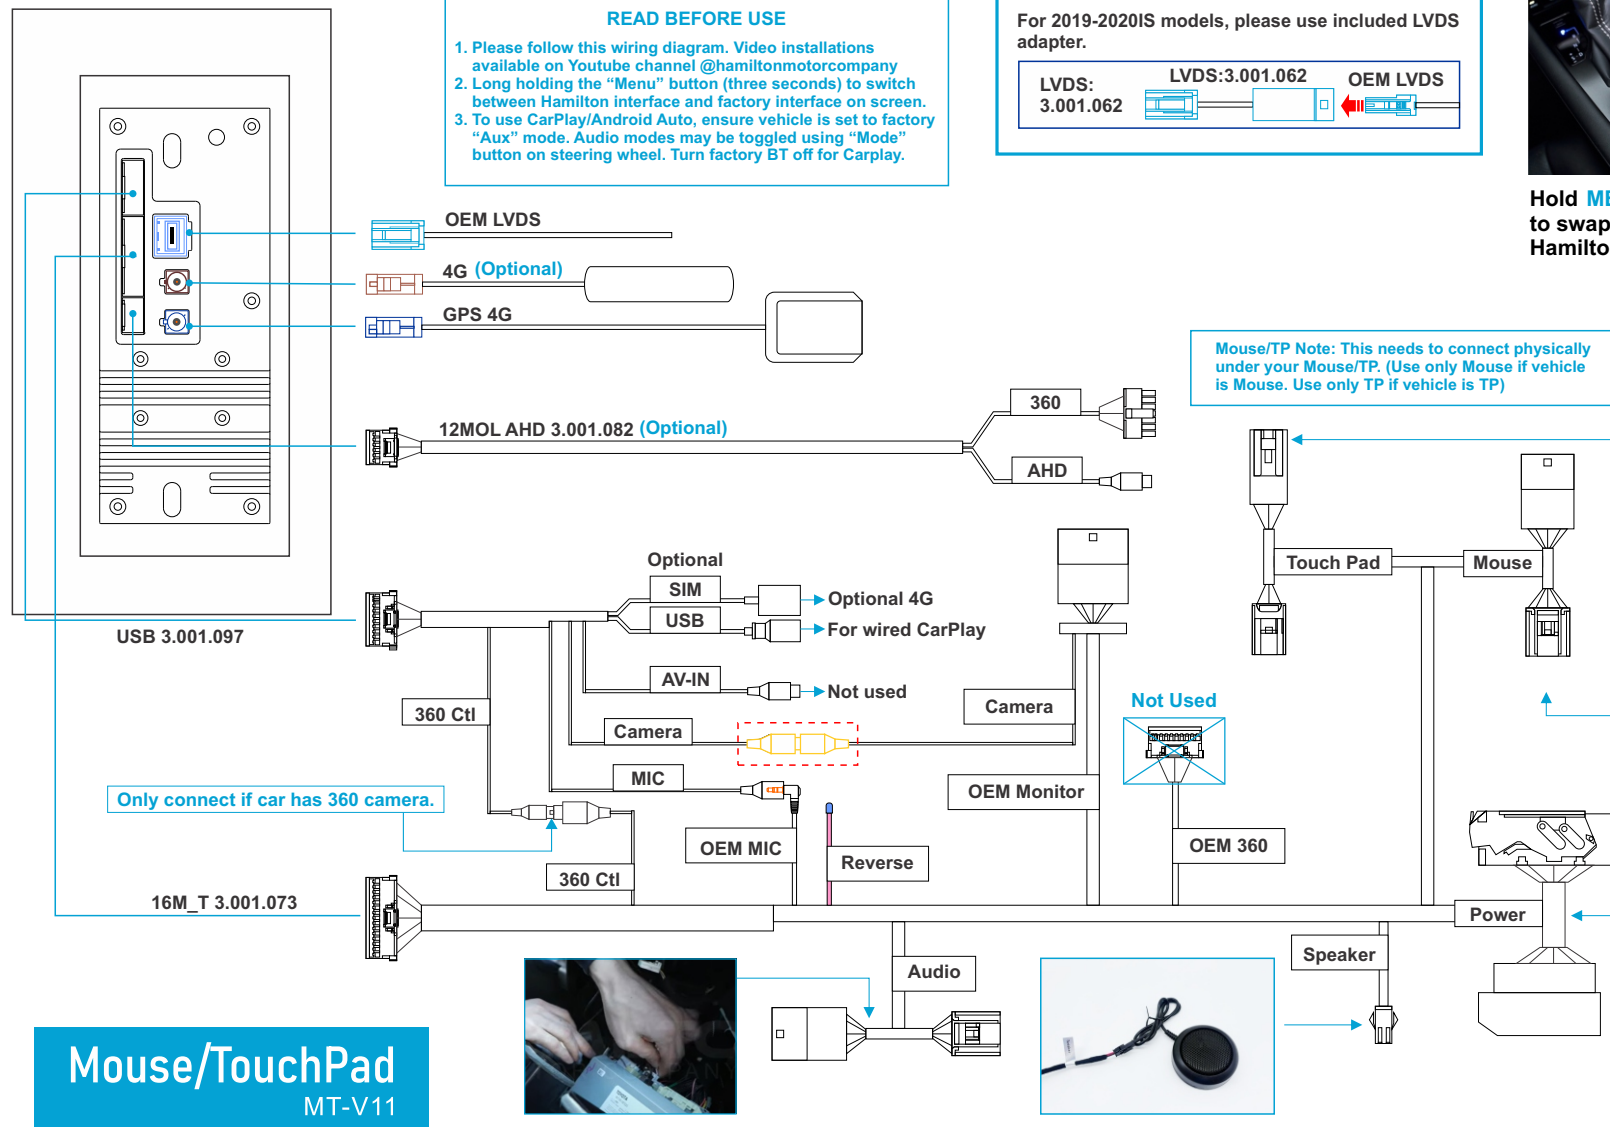 READ BEFORE USE
1. Please follow this wiring diagram. Video installations
available on Youtube channel @hamiltonmotorcompany
2. Long holding the “Menu” button (three seconds) to switch
between Hamilton interface and factory interface on screen.
3. To use CarPlay/Android Auto, ensure vehicle is set to factory
“Aux” mode. Audio modes may be toggled using “Mode”
button on steering wheel. Turn factory BT off for Carplay.
For 2019-2020IS models, please use included LVDS
adapter.
LVDS:
3.001.062
LVDS:3.001.062
OEM LVDS
Hold
to swap
OEM LVDS
4G (Optional)
GPS 4G
Mouse/TP Note: This needs to connect physically
under your Mouse/TP. (Use only Mouse if vehicle
is Mouse. Use only TP if vehicle is TP)
12MOL AHD 3.001.082 (Optional)
360
AHD
Touch Pad
Mouse
Optional
SIM
Optional 4G
USB
For wired CarPlay
USB 3.001.097
AV-IN
Not used
360 Ctl
Camera
Camera
Not Used
MIC
OEM Monitor
Only connect if car has 360 camera.
OEM MIC
Reverse
OEM 360
360 Ctl
16M_T 3.001.073
Power
Audio
Speaker
Mouse/TouchPad
MT-V11